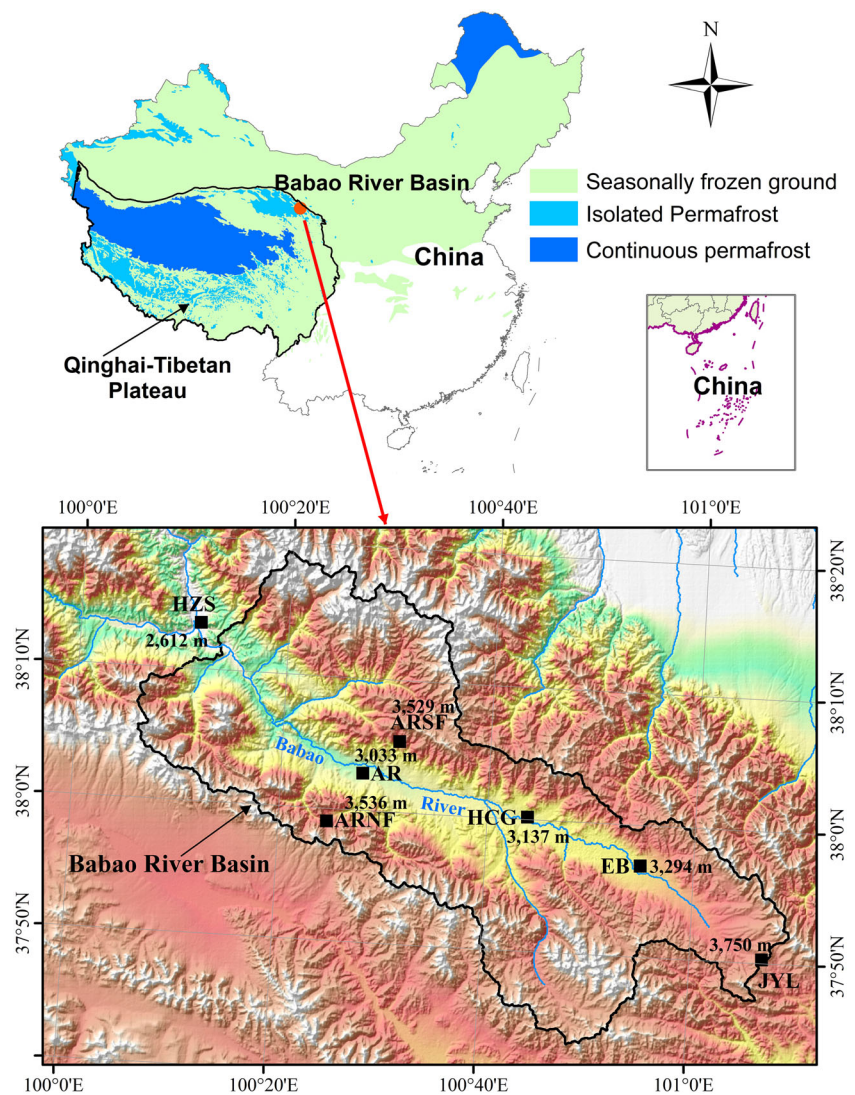 N
Babao River Basin
Seasonally frozen ground
Isolated Permafrost
Continuous permafrost
China
Qinghai-Tibetan
Plateau
China
100°0'E
100°20'E
100°40'E
101°0'E
38°20'N
HZS
2,612 m
38°10'N
38°10'N
3,529 m
ARSF
Babao
3,033 m
AR
38°0'N
3,536 m
ARNF
River
HCG
3,137 m
38°0'N
Babao River Basin
EB
3,294 m
37°50'N
3,750 m
JYL
37°50'N
100°0'E
100°20'E
100°40'E
101°0'E